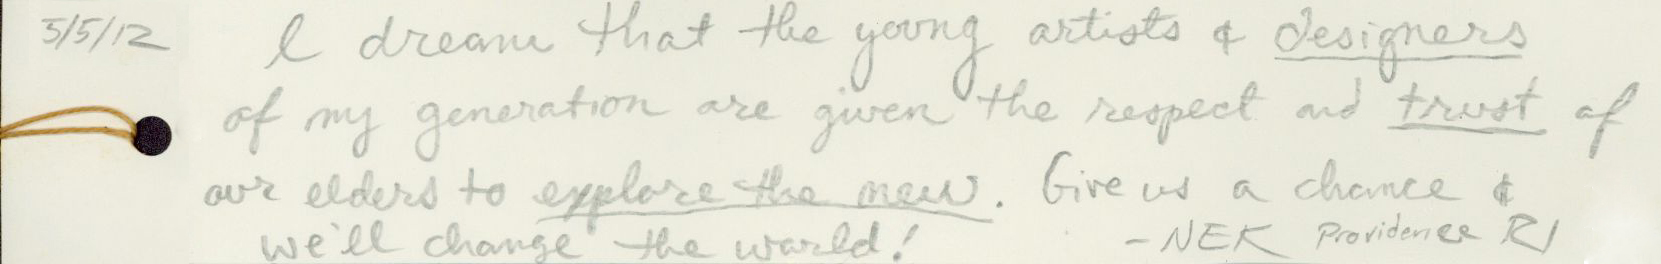 5/5/12 I dream that the young artists & designers
of my generation are given the respect and trust of
our elders to explore the new. Give us a chance &
we'll change the world!
- NEK Providence RI